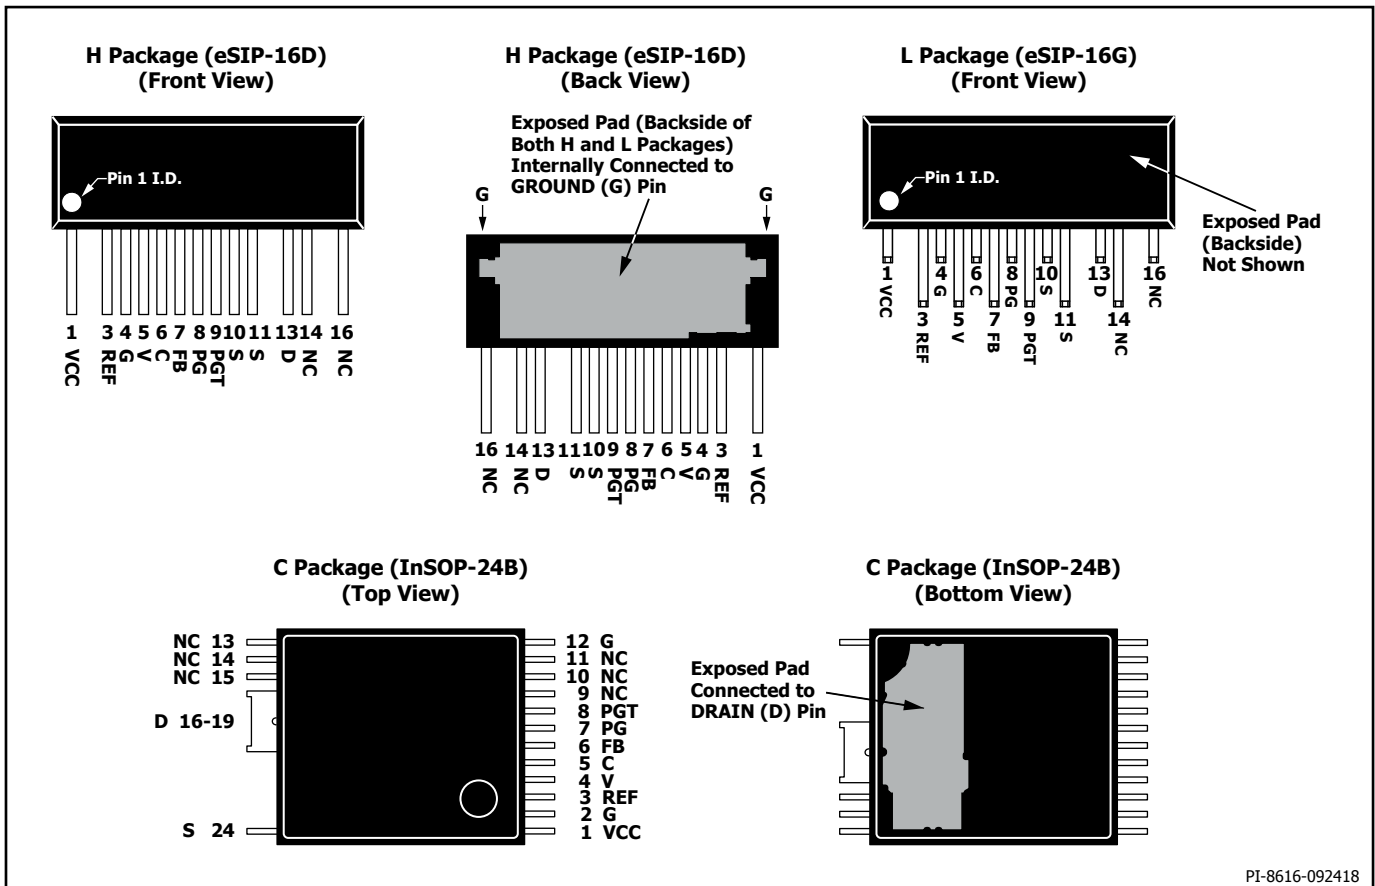 H Package (eSIP-16D)
(Front View)
Pin 1 I.D.
1 3 4 5 6 7 8 9 10 11 13 14 16
VCC REF G V C FB PG PGT S S D NC NC
H Package (eSIP-16D)
(Back View)
Exposed Pad (Backside of
Both H and L Packages)
Internally Connected to
GROUND (G) Pin
G G
16 14 13 11 10 9 8 7 6 5 4 3 1
NC NC D S S PGT PG FB C V G REF VCC
L Package (eSIP-16G)
(Front View)
Pin 1 I.D.
Exposed Pad
(Backside)
Not Shown
1 4 6 8 10 13 16
VCC G C PG S D NC
3 5 7 9 11 14
REF V FB PGT S NC
C Package (InSOP-24B)
(Top View)
NC 13
NC 14
NC 15
D 16-19
S 24
12 G
11 NC
10 NC
9 NC
8 PGT
7 PG
6 FB
5 C
4 V
3 REF
2 G
1 VCC
C Package (InSOP-24B)
(Bottom View)
Exposed Pad
Connected to
DRAIN (D) Pin
PI-8616-092418